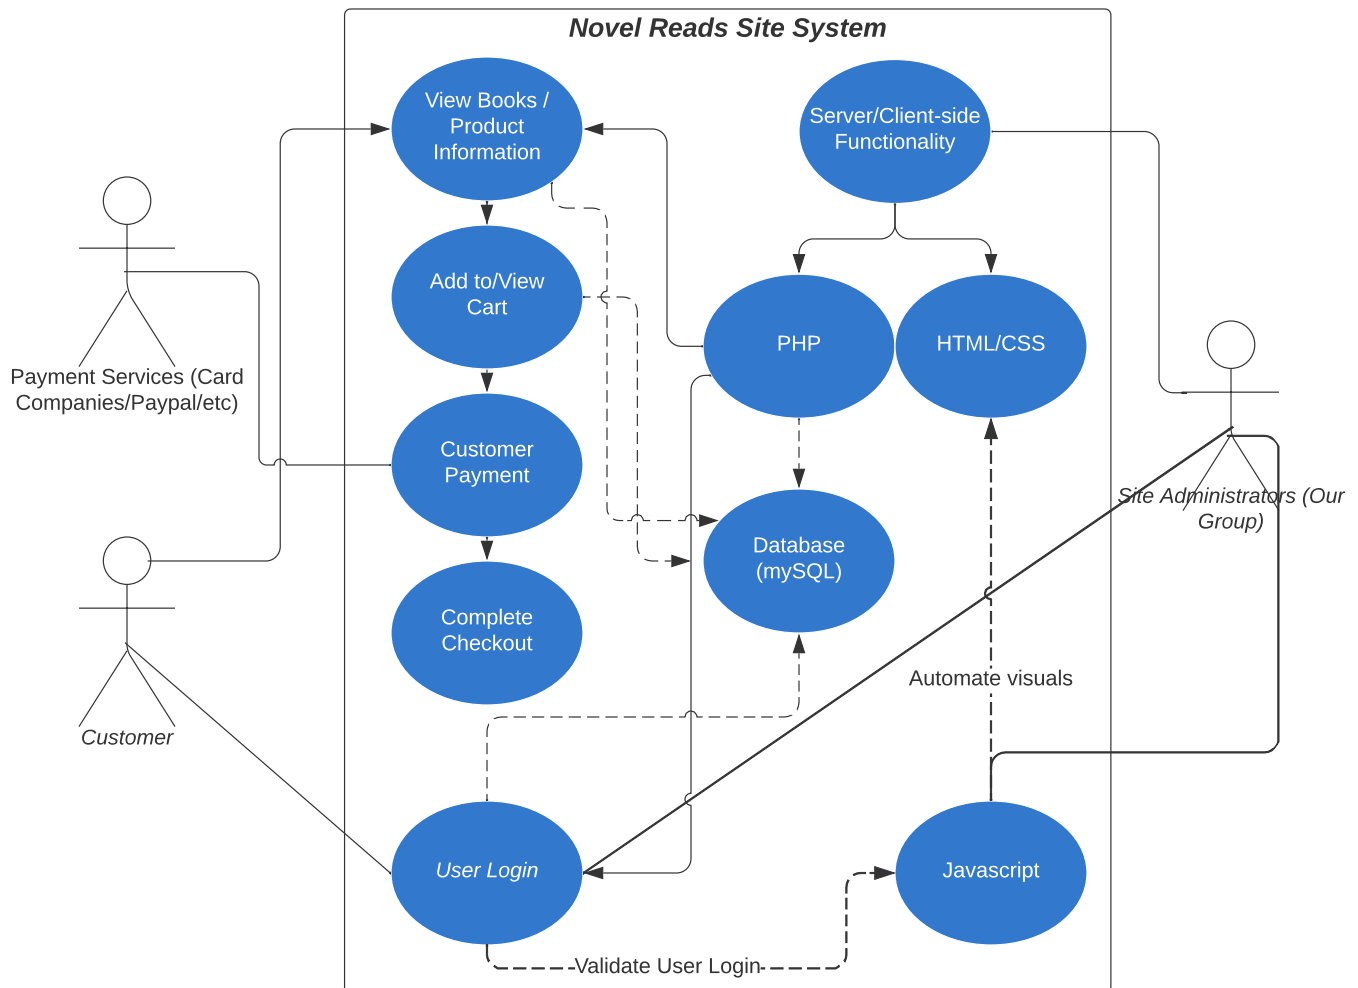 Novel Reads Site System
View Books /
Product
Information
Server/Client-side
Functionality
Add to/View
Cart
PHP
HTML/CSS
Payment Services (Card
Companies/Paypal/etc)
Customer
Payment
Site Administrators (Our
Group)
Database
(mySQL)
Complete
Checkout
Automate visuals
Customer
User Login
Javascript
Validate User Login